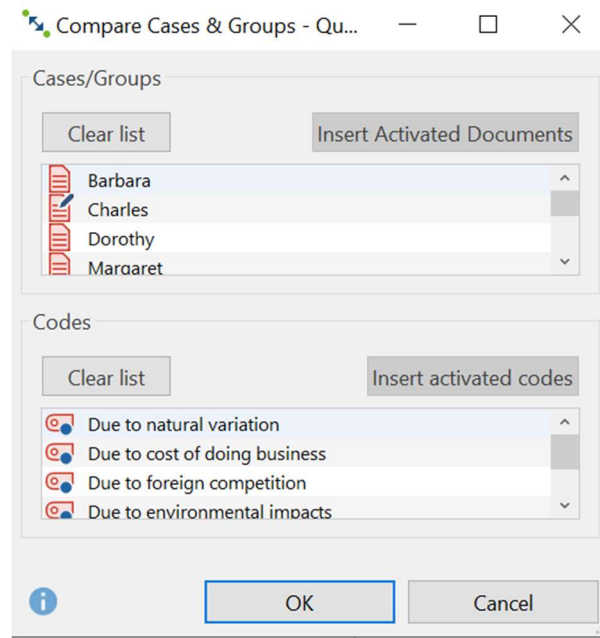 Compare Cases & Groups - Qu...
Cases/Groups
Clear list
Insert Activated Documents
Barbara
Charles
Dorothy
Margaret
Codes
Clear list
Insert activated codes
Due to natural variation
Due to cost of doing business
Due to foreign competition
Due to environmental impacts
OK
Cancel